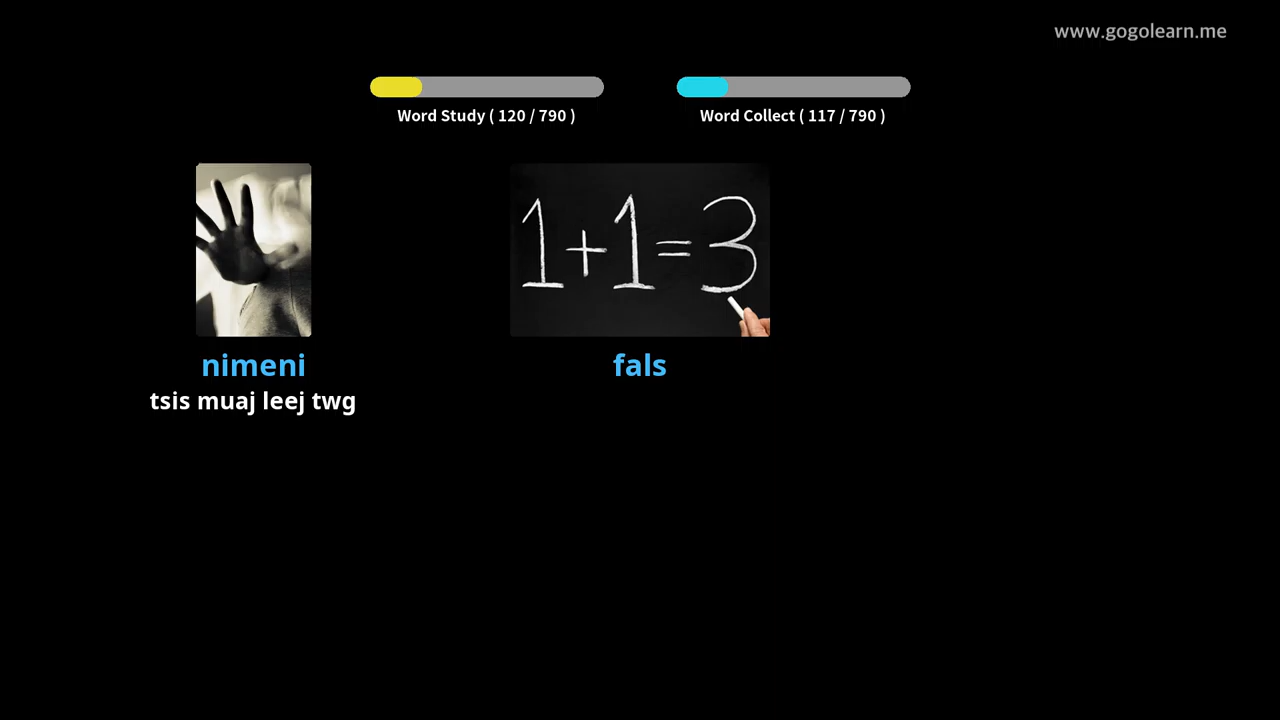 www.gogolearn.me
Word Study ( 120 / 790 )
Word Collect ( 117 / 790 )
1+1=3
nimeni
fals
tsis muaj leej twg